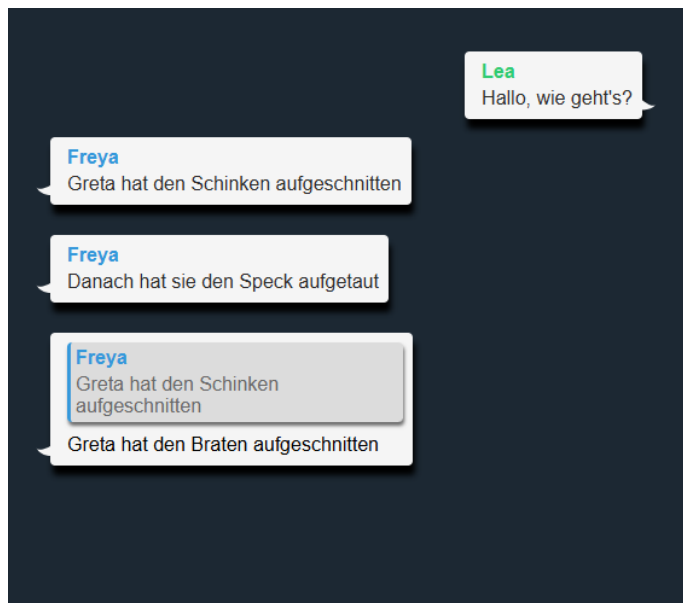 Lea
Hallo, wie geht's?
Freya
Greta hat den Schinken aufgeschnitten
Freya
Danach hat sie den Speck aufgetaut
Freya
Greta hat den Schinken
aufgeschnitten
Greta hat den Braten aufgeschnitten